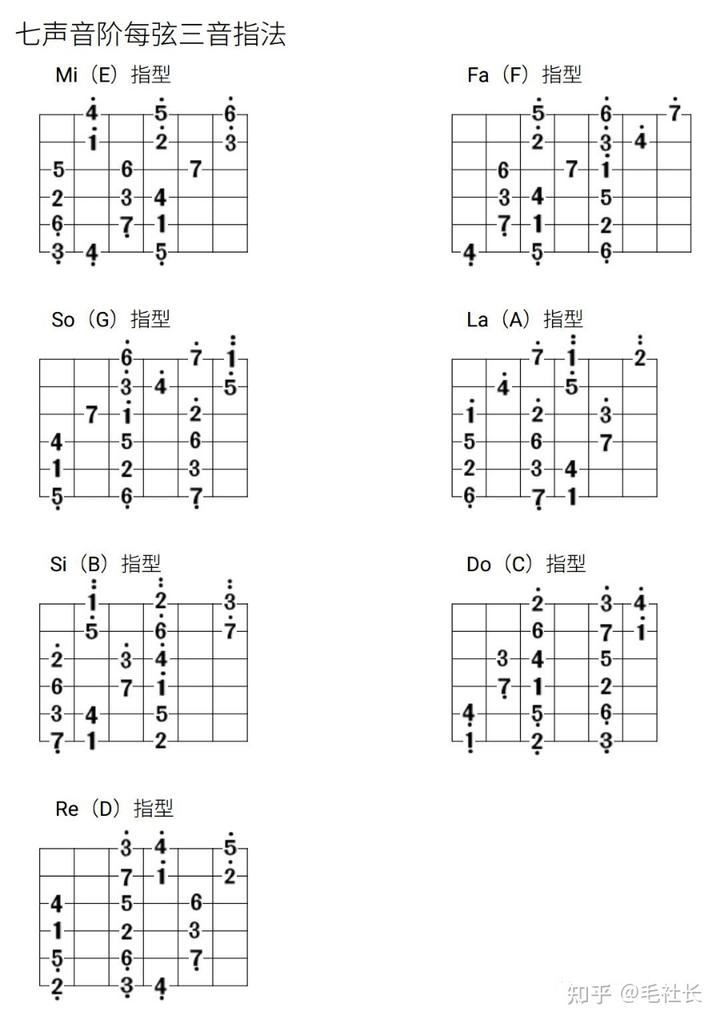 七声音阶每弦三音指法
Mi（E）指型
4̇ 5̇ 6̇
1̇ 2̇ 3̇
5 6 7
2 3 4
6̣ 7̣ 1
3̣ 4̣ 5̣
Fa（F）指型
5̇ 6̇ 7̇
2̇ 3̇ 4̇
6 7 1̇
3 4 5
7̣ 1 2
4̣ 5̣ 6̣
So（G）指型
6̇ 7̇ 1̇̇
3̇ 4̇ 5̇
7 1̇ 2̇
4 5 6
1 2 3
5̣ 6̣ 7̣
La（A）指型
7̇ 1̇̇ 2̇̇
4̇ 5̇
1̇ 2̇ 3̇
5 6 7
2 3 4
6̣ 7̣ 1
Si（B）指型
1̇̇ 2̇̇ 3̇̇
5̇ 6̇ 7̇
2̇ 3̇ 4̇
6 7 1̇
3 4 5
7̣ 1 2
Do（C）指型
2̇ 3̇ 4̇
6 7 1̇
3 4 5
7̣ 1 2
4̣ 5̣ 6̣
1̣ 2̣ 3̣
Re（D）指型
3̇ 4̇ 5̇
7 1̇ 2̇
4 5 6
1 2 3
5̣ 6̣ 7̣
2̣ 3̣ 4̣
知乎 @毛社长